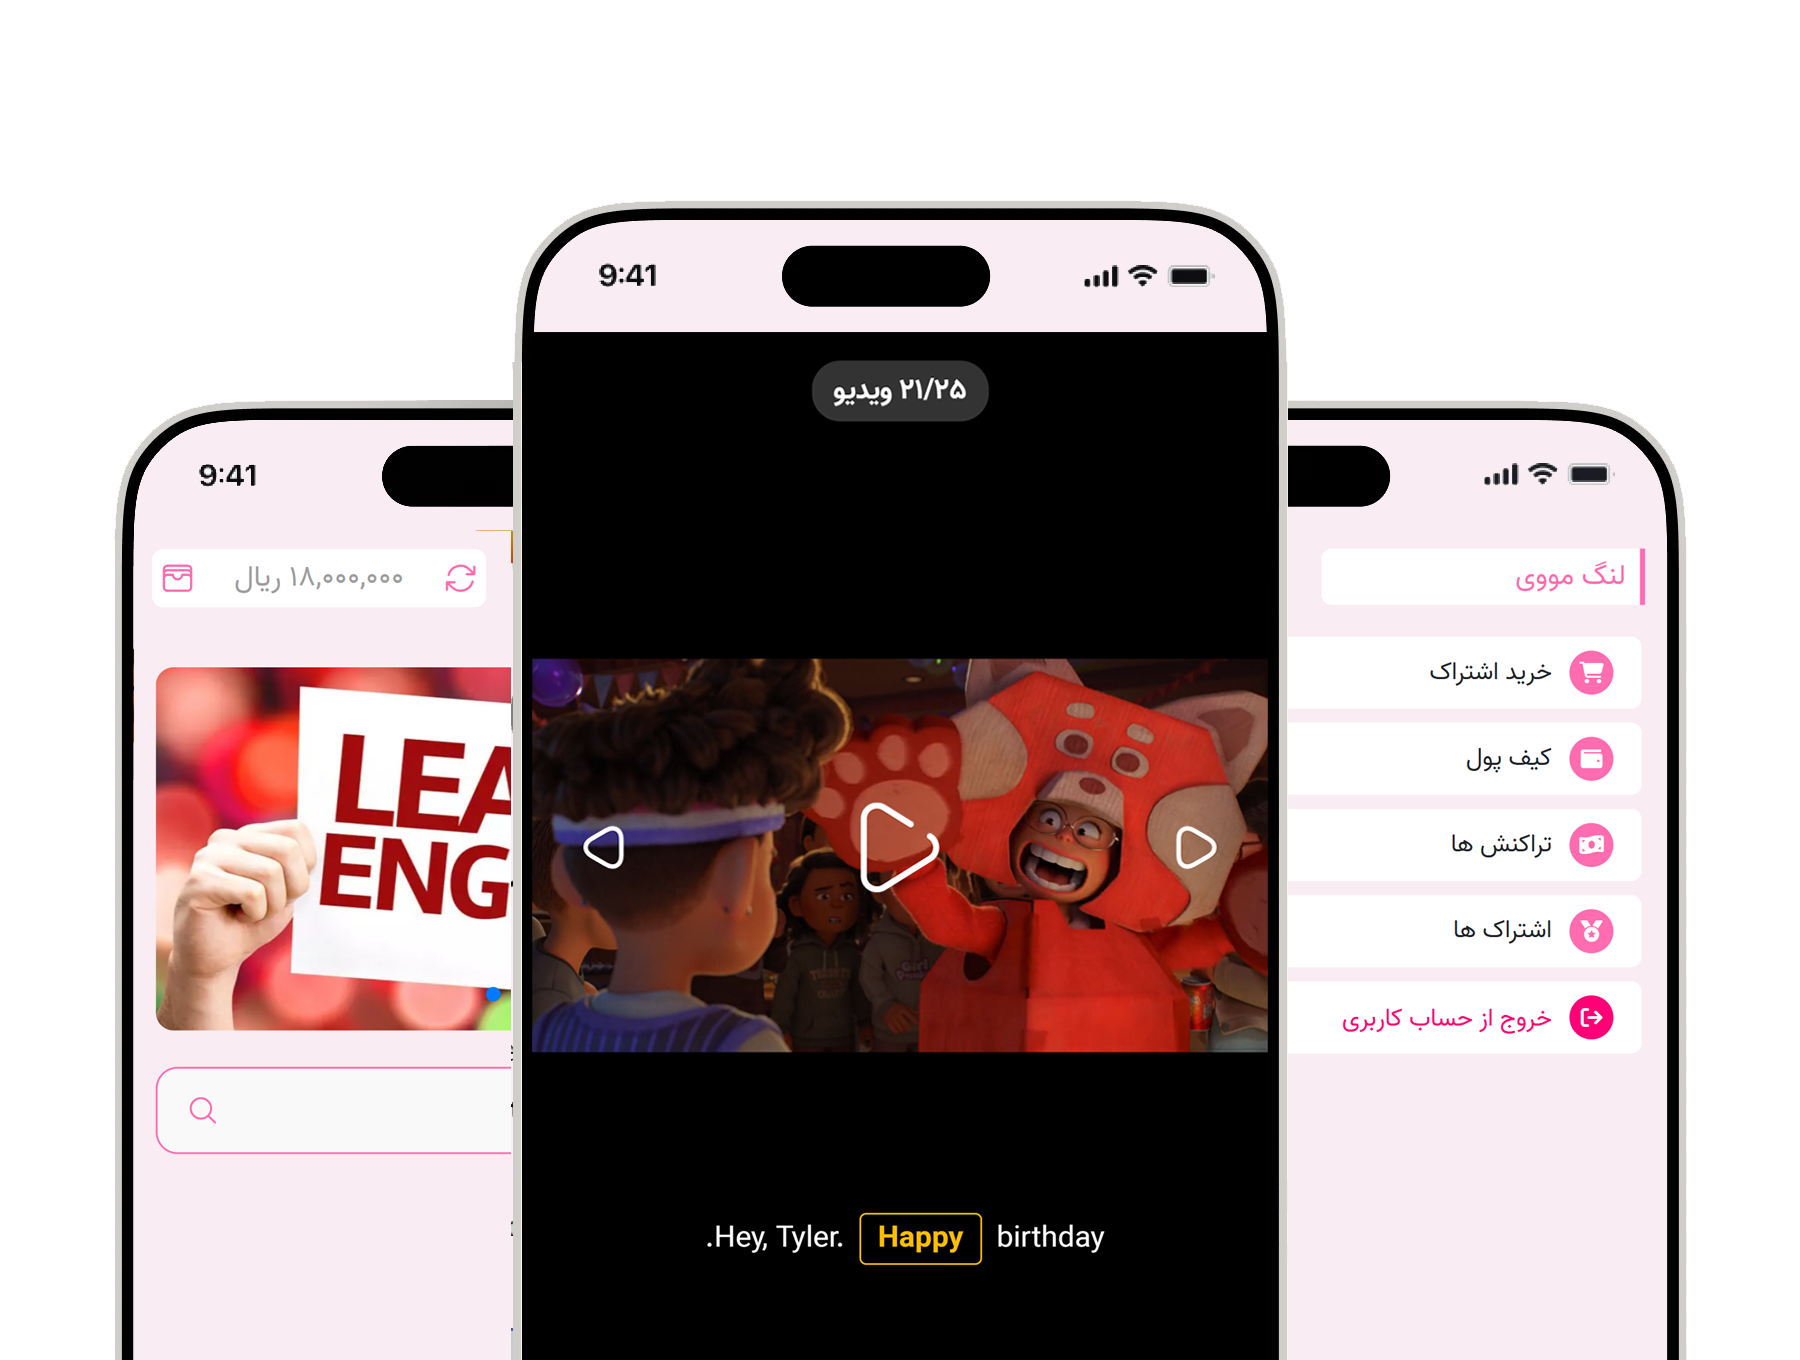 9:41
۲۱/۲۵ ویدیو
.Hey, Tyler. Happy birthday
9:41
۱۸,۰۰۰,۰۰۰ ریال
لنگ مووی
خرید اشتراک
کیف پول
تراکنش ها
اشتراک ها
خروج از حساب کاربری
LEA
ENG